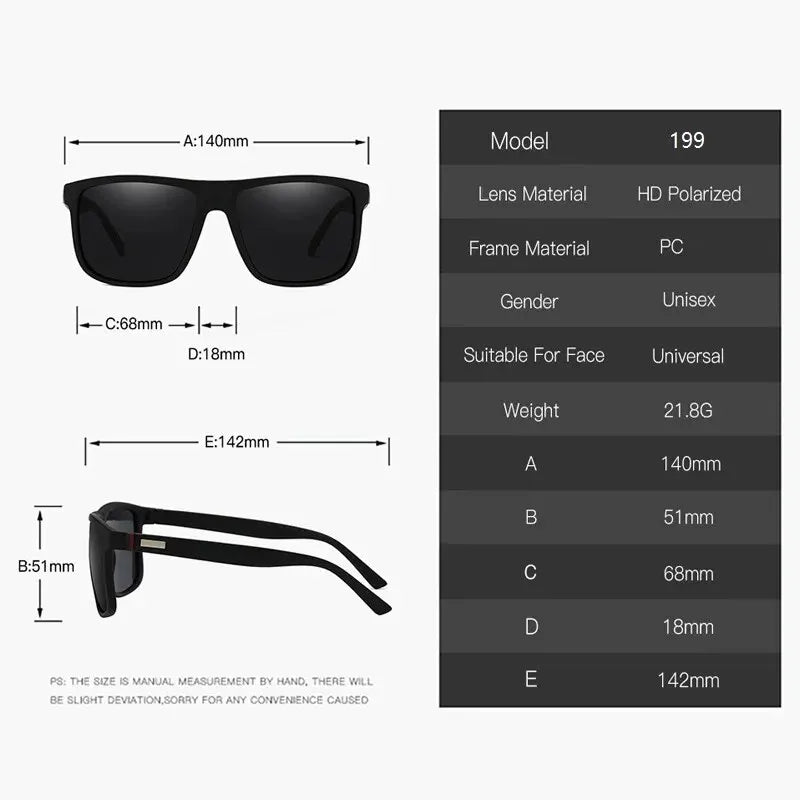 A:140mm
C:68mm
D:18mm
E:142mm
B:51mm
PS: THE SIZE IS MANUAL MEASUREMENT BY HAND, THERE WILL
BE SLIGHT DEVIATION,SORRY FOR ANY CONVENIENCE CAUSED
Model 199
Lens Material HD Polarized
Frame Material PC
Gender Unisex
Suitable For Face Universal
Weight 21.8G
A 140mm
B 51mm
C 68mm
D 18mm
E 142mm